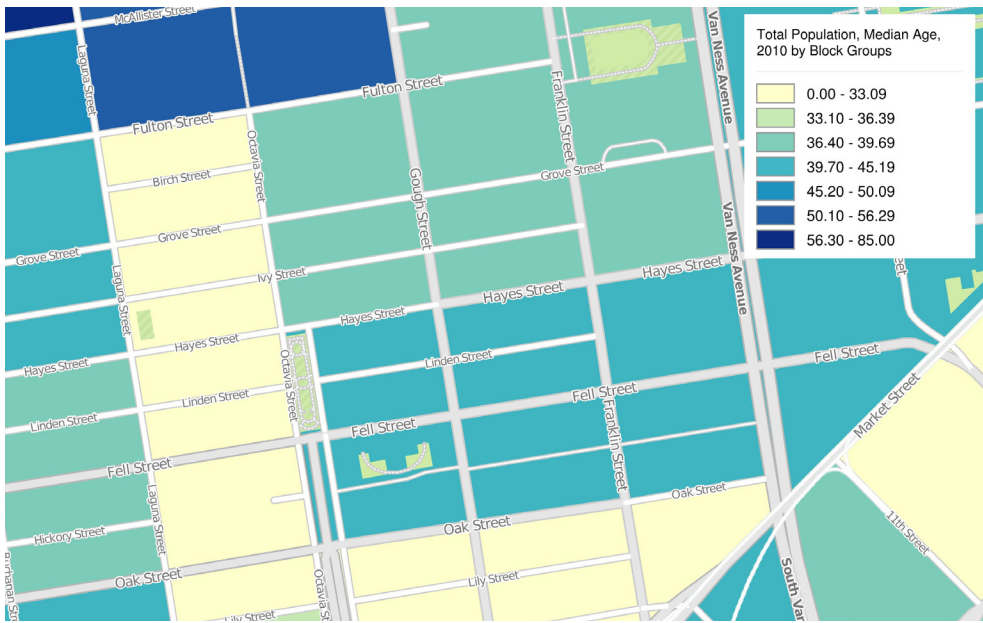 McAllister Street
Laguna Street
Van Ness Avenue
Total Population, Median Age,
2010 by Block Groups
0.00 - 33.09
33.10 - 36.39
36.40 - 39.69
39.70 - 45.19
45.20 - 50.09
50.10 - 56.29
56.30 - 85.00
Fulton Street
Fulton Street
Franklin Street
Octavia Street
Birch Street
Grove Street
Gough Street
Grove Street
Grove Street
Van Ness Avenue
Ivy Street
Laguna Street
Hayes Street
Hayes Street
Hayes Street
Hayes Street
Hayes Street
Linden Street
Octavia Street
Fell Street
Fell Street
Linden Street
Linden Street
Market Street
Franklin Street
Fell Street
Fell Street
Laguna Street
Oak Street
Oak Street
11th Street
Hickory Street
Buchanan Str
Oak Street
Lily Street
Octavia St
South Van
Lily Street